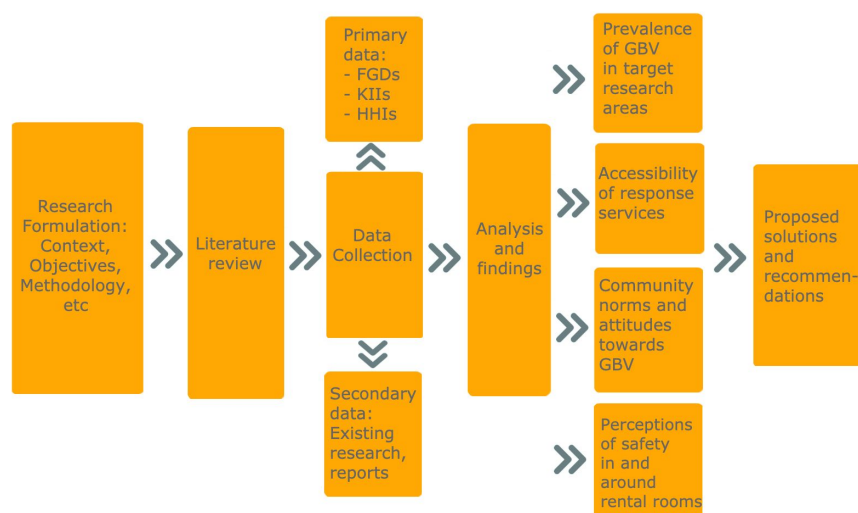 Research
Formulation:
Context,
Objectives,
Methodology,
etc
Literature
review
Primary
data:
- FGDs
- KIIs
- HHIs
Data
Collection
Secondary
data:
Existing
research,
reports
Analysis
and
findings
Prevalence
of GBV
in target
research
areas
Accessibility
of response
services
Community
norms and
attitudes
towards
GBV
Perceptions
of safety
in and
around
rental rooms
Proposed
solutions
and
recommen-
dations